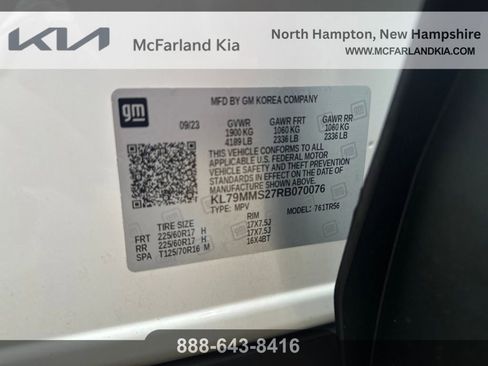 KIA
McFarland Kia
North Hampton, New Hampshire
WWW.MCFARLANDKIA.COM
gm
MFD BY GM KOREA COMPANY
09/23 GVWR GAWR FRT GAWR RR
1900 KG 1060 KG 1060 KG
4189 LB 2336 LB 2336 LB
THIS VEHICLE CONFORMS TO ALL
APPLICABLE U.S. FEDERAL MOTOR
VEHICLE SAFETY AND THEFT PREVENTION
STANDARDS IN EFFECT ON THE DATE OF
MANUFACTURE SHOWN ABOVE.
KL79MMS27RB070076
TYPE: MPV MODEL: 761TR56
TIRE SIZE RIM
FRT 225/60R17 H 17X7.5J
RR 225/60R17 H 17X7.5J
SPA T125/70R16 M 16X4BT
888-643-8416